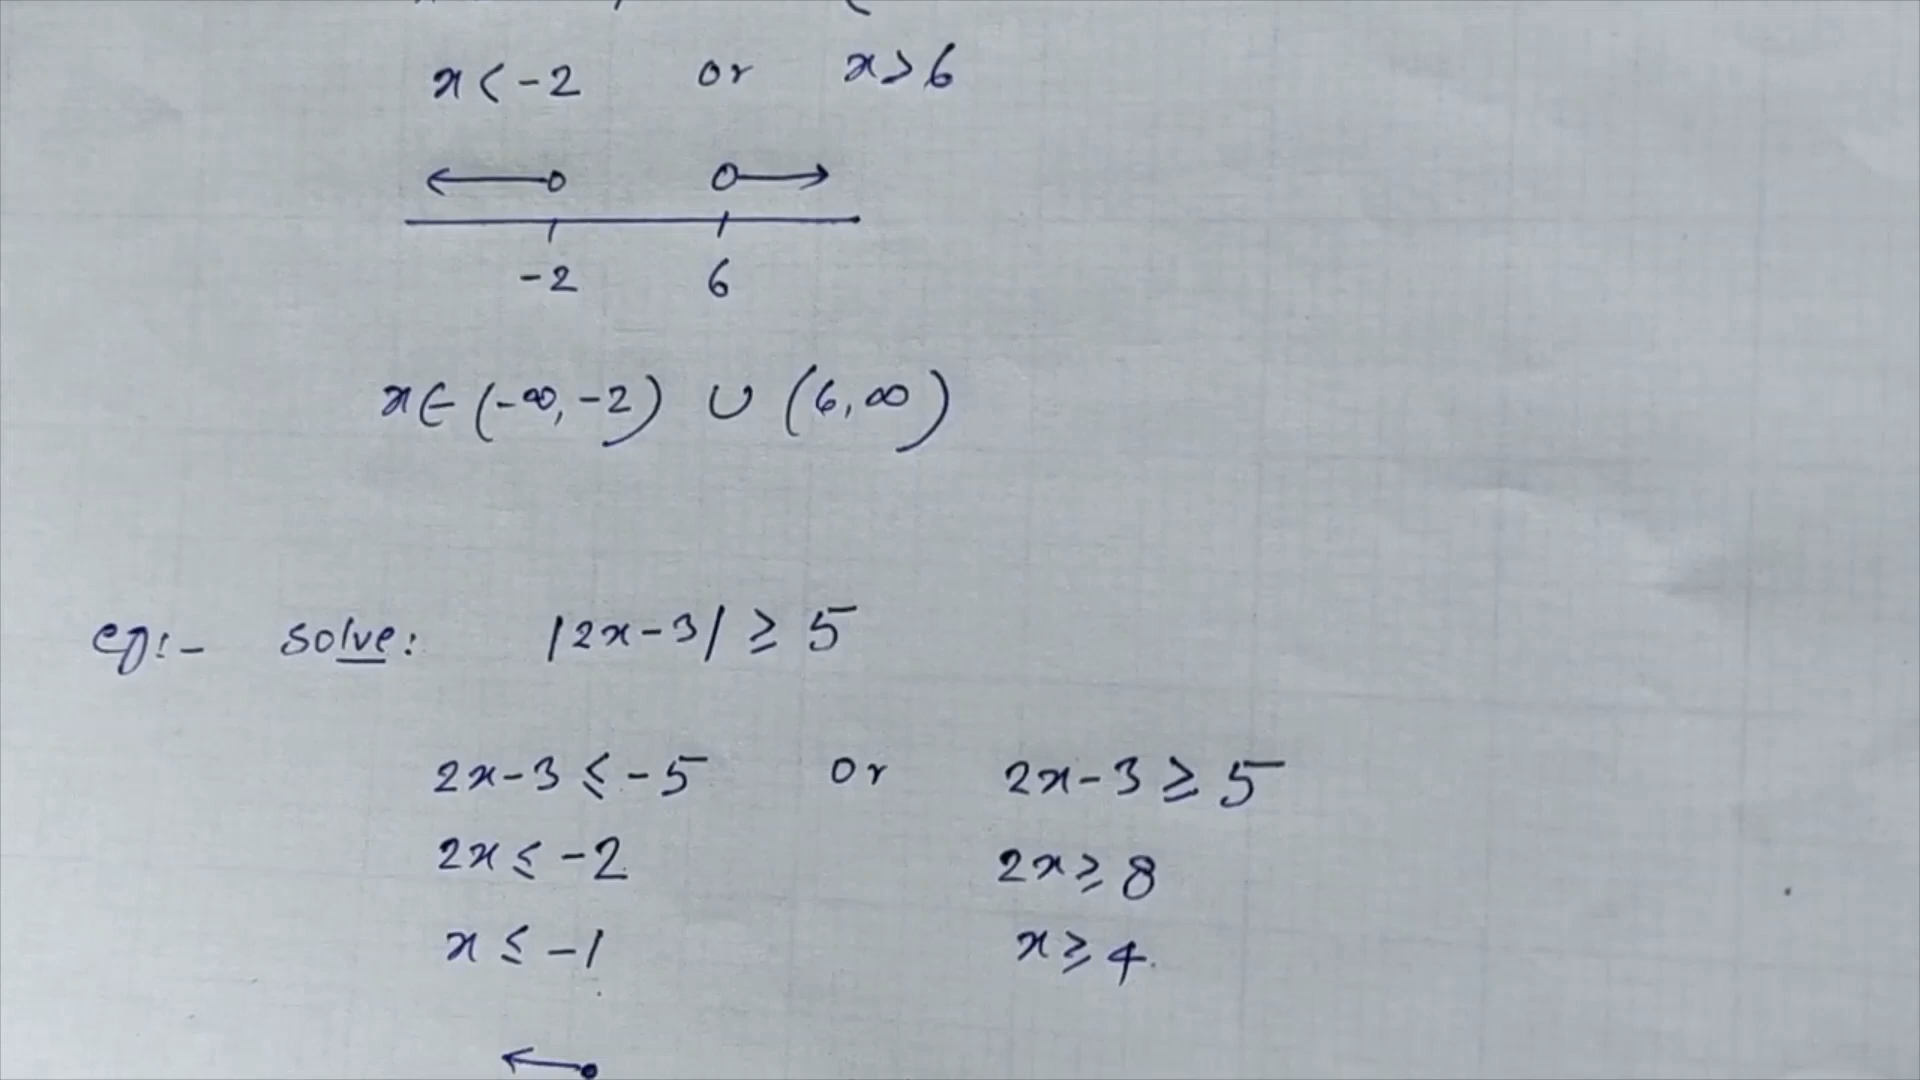 x < -2 or x > 6
-2 6
x ∈ (-∞, -2) ∪ (6, ∞)
eg:- Solve: |2x-3| ≥ 5
2x-3 ≤ -5 or 2x-3 ≥ 5
2x ≤ -2 2x ≥ 8
x ≤ -1 x ≥ 4.